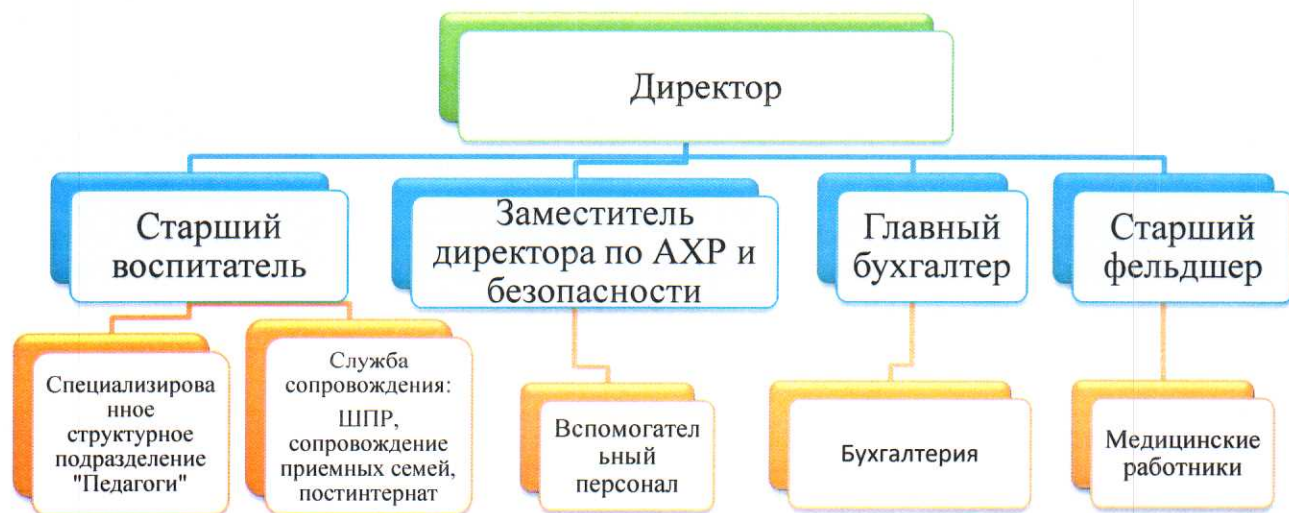 Директор
Старший
воспитатель
Заместитель
директора по АХР и
безопасности
Главный
бухгалтер
Старший
фельдшер
Специализирова
нное
структурное
подразделение
"Педагоги"
Служба
сопровождения:
ШПР,
сопровождение
приемных семей,
постинтернат
Вспомогател
ьный
персонал
Бухгалтерия
Медицинские
работники